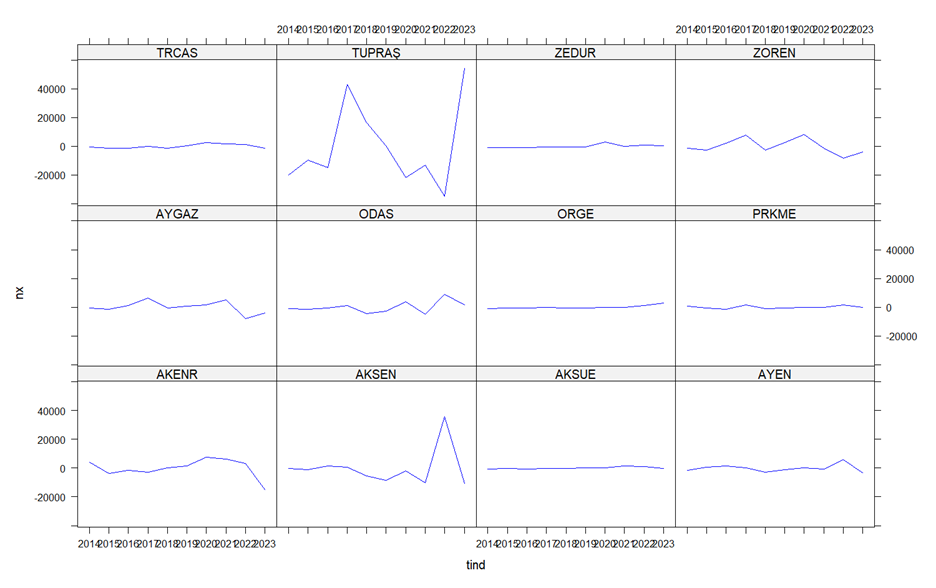 2014 2015 2016 2017 2018 2019 2020 2021 2022 2023 2014 2015 2016 2017 2018 2019 2020 2021 2022 2023
TRCAS TUPRAŞ ZEDUR ZOREN
40000
20000
0
-20000
AYGAZ ODAS ORGE PRKME
40000
20000
0
-20000
nx
AKENR AKSEN AKSUE AYEN
40000
20000
0
-20000
2014 2015 2016 2017 2018 2019 2020 2021 2022 2023 2014 2015 2016 2017 2018 2019 2020 2021 2022 2023
tind